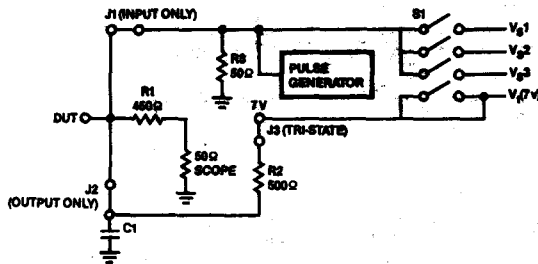 J1 (INPUT ONLY)
S1
VS1
R3
50Ω
VS2
PULSE
GENERATOR
VS3
R1
450Ω
7V
Vf(7V)
DUT
J3 (TRI-STATE)
50Ω
SCOPE
J2
(OUTPUT ONLY)
R2
500Ω
C1